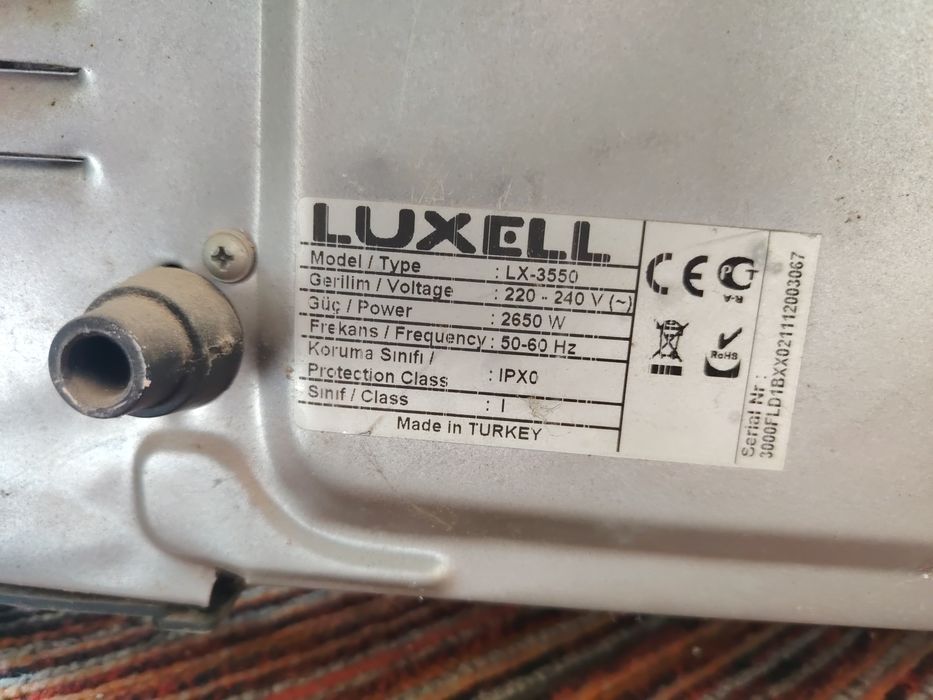 LUXELL
Model / Type : LX-3550
Gerilim / Voltage : 220 - 240 V (~)
Güç / Power : 2650 W
Frekans / Frequency : 50-60 Hz
Koruma Sınıfı /
Protection Class : IPX0
Sınıf / Class : I
Made in TURKEY
CE
RoHS
Serial Nr :
3000FLD1BXX021112003067